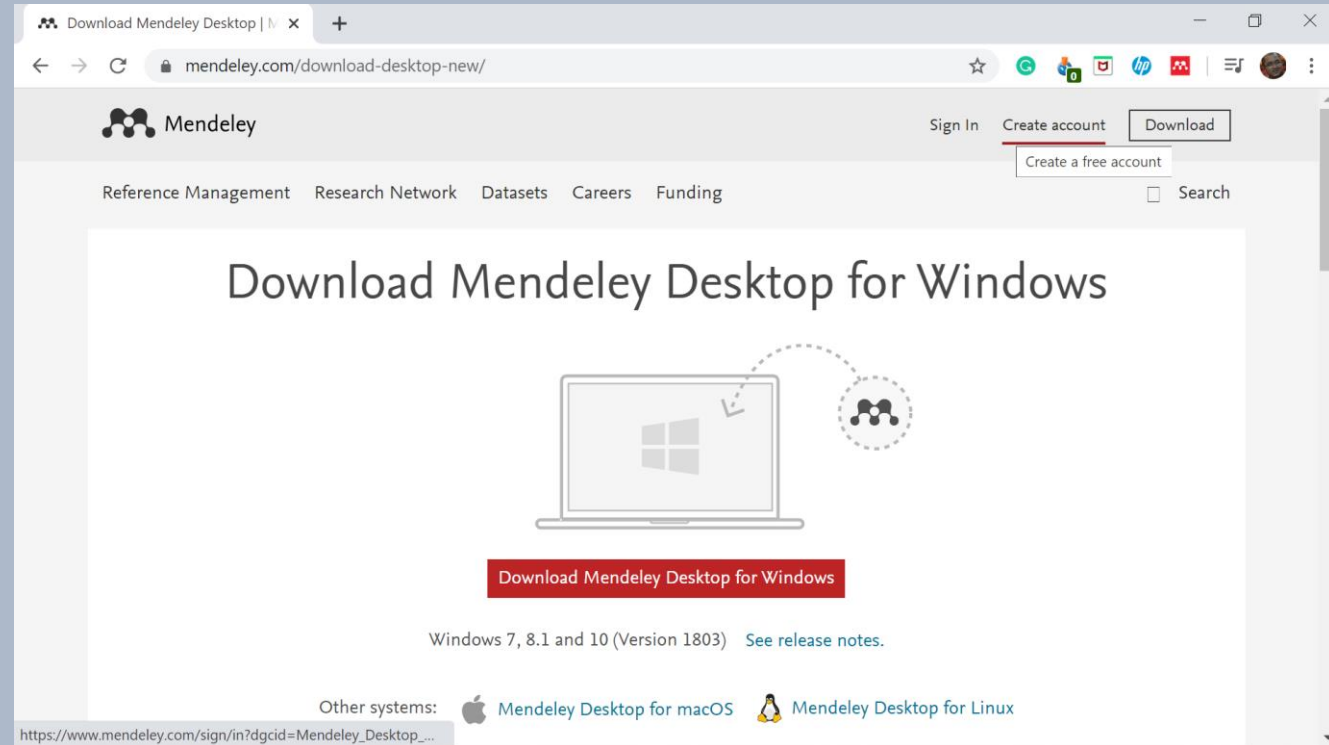 Download Mendeley Desktop | M
mendeley.com/download-desktop-new/
0
hp
Mendeley
Sign In Create account Download
Create a free account
Reference Management Research Network Datasets Careers Funding Search
Download Mendeley Desktop for Windows
Download Mendeley Desktop for Windows
Windows 7, 8.1 and 10 (Version 1803) See release notes.
Other systems: Mendeley Desktop for macOS Mendeley Desktop for Linux
https://www.mendeley.com/sign/in?dgcid=Mendeley_Desktop_...